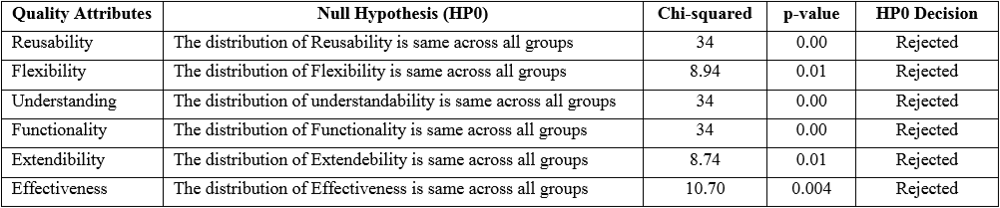 Quality Attributes Null Hypothesis (HP0) Chi-squared p-value HP0 Decision
Reusability The distribution of Reusability is same across all groups 34 0.00 Rejected
Flexibility The distribution of Flexibility is same across all groups 8.94 0.01 Rejected
Understanding The distribution of understandability is same across all groups 34 0.00 Rejected
Functionality The distribution of Functionality is same across all groups 34 0.00 Rejected
Extendibility The distribution of Extendebility is same across all groups 8.74 0.01 Rejected
Effectiveness The distribution of Effectiveness is same across all groups 10.70 0.004 Rejected